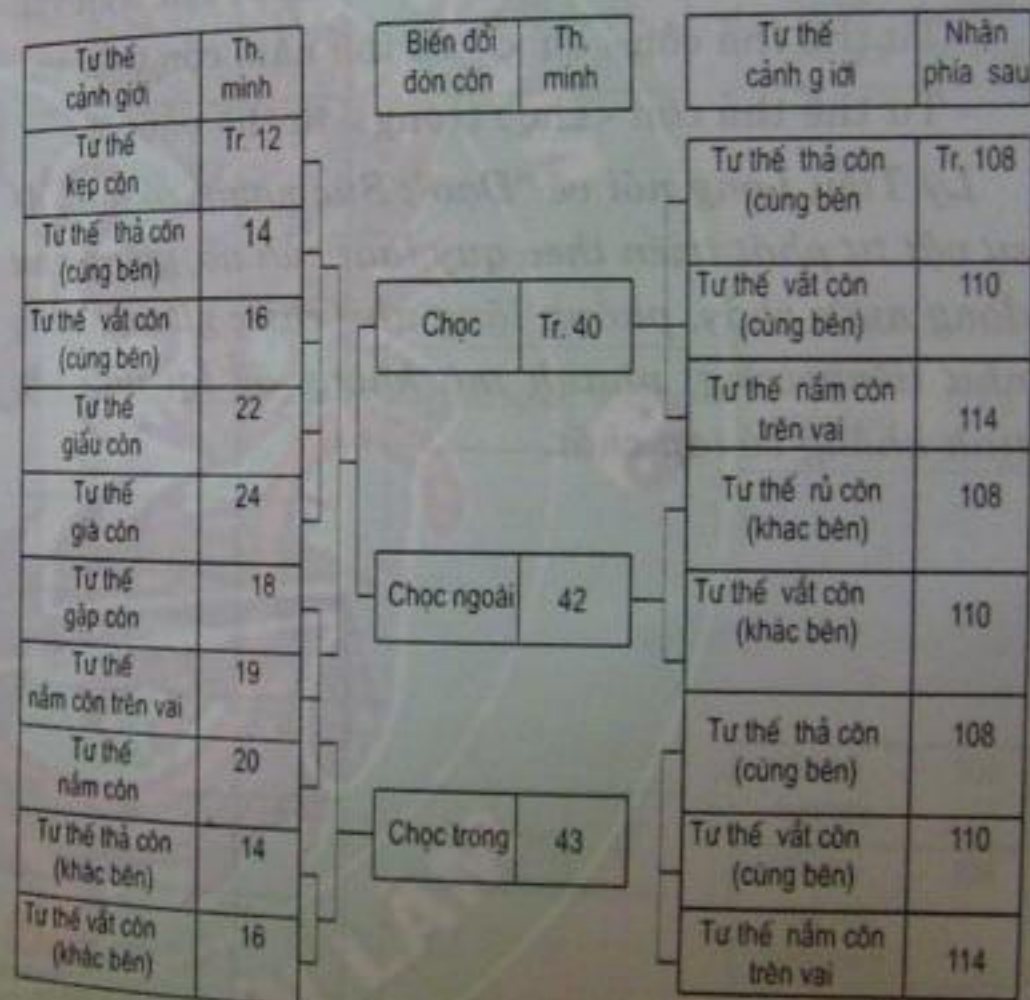 Tư thế
cảnh giới
Th.
minh
Tư thế
kẹp côn
Tr. 12
Tư thế thả côn
(cùng bên)
14
Tư thế vắt côn
(cùng bên)
16
Tư thế
giấu côn
22
Tư thế
giả côn
24
Tư thế
gập côn
18
Tư thế
nắm côn trên vai
19
Tư thế
nắm côn
20
Tư thế thả côn
(khác bên)
14
Tư thế vắt côn
(khác bên)
16
Biến đổi
đón côn
Th.
minh
Chọc
Tr. 40
Chọc ngoài
42
Chọc trong
43
Tư thế
cảnh g iới
Nhận
phía sau
Tư thế thả côn
(cùng bên
Tr. 108
Tư thế vắt côn
(cùng bên)
110
Tư thế nắm côn
trên vai
114
Tư thế rủ côn
(khac bên)
108
Tư thế vắt côn
(khác bên)
110
Tư thế thả côn
(cùng bên)
108
Tư thế vắt côn
(cùng bên)
110
Tư thế nắm côn
trên vai
114